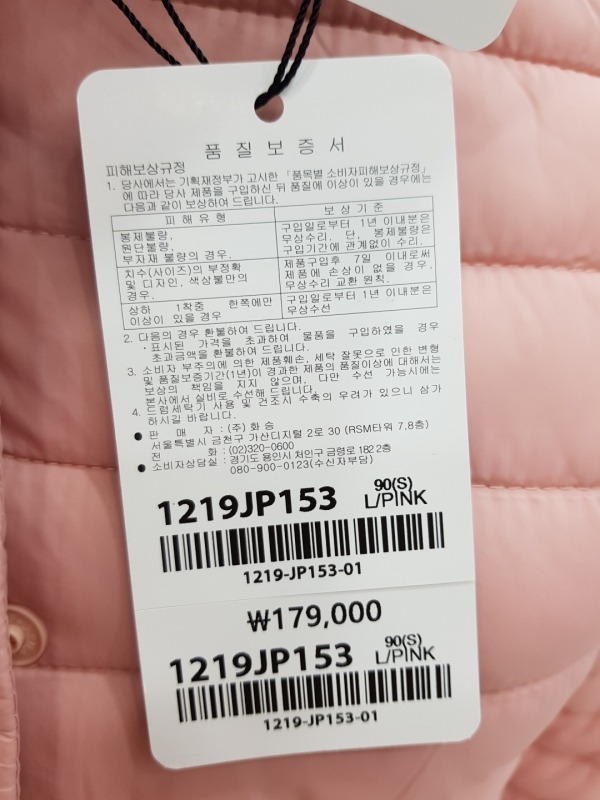 품 질 보 증 서
피해보상규정
1. 당사에서는 기획재정부가 고시한 「품목별 소비자피해보상규정」
에 따라 당사 제품을 구입하신 뒤 품질에 이상이 있을 경우에는
다음과 같이 보상하여 드립니다.
피 해 유 형 보 상 기 준
봉제불량, 구입일로부터 1년 이내분은
원단불량, 무상수리, 단, 봉제불량은
부자재 불량의 경우. 구입기간에 관계없이 수리.
치수(사이즈)의 부정확 제품구입후 7일 이내로써
및 디자인, 색상불만의 제품에 손상이 없을 경우.
경우. 무상수리 교환 원칙.
상하 1착중 한쪽에만 구입일로부터 1년 이내분은
이상이 있을 경우 무상수선
2. 다음의 경우 환불하여 드립니다.
· 표시된 가격을 초과하여 물품을 구입하였을 경우
초과금액을 환불하여 드립니다.
3. 소비자 부주의에 의한 제품훼손, 세탁 잘못으로 인한 변형
및 품질보증기간(1년)이 경과한 제품의 품질이상에 대해서는
보상의 책임을 지지 않으며, 다만 수선 가능시에는
본사에서 실비로 수선해 드립니다.
4. 드럼세탁기 사용 및 건조시 수축의 우려가 있으니 삼가
하시길 바랍니다.
● 판 매 자 : (주) 화 승
서울특별시 금천구 가산디지털 2로 30 (RSM타워 7,8층)
전 화 : (02)320-0600
● 소비자상담실 : 경기도 용인시 처인구 금령로 182 2층
080-900-0123(수신자부담)
1219JP153 90(S) L/PINK
1219-JP153-01
₩179,000
1219JP153 90(S) L/PINK
1219-JP153-01